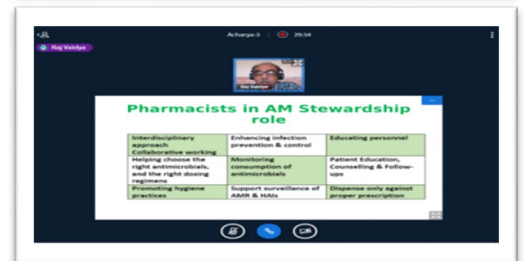 Acharya-3
29:34
Raj Vaidya
Raj Vaidya
Pharmacists in AM Stewardship
role
Interdisciplinary
approach
Collaborative working
Enhancing infection
prevention & control
Educating personnel
Helping choose the
right antimicrobials,
and the right dosing
regimens
Monitoring
consumption of
antimicrobials
Patient Education,
Counselling & Follow-
ups
Promoting hygiene
practices
Support surveillance of
AMR & HAIs
Dispense only against
proper prescription